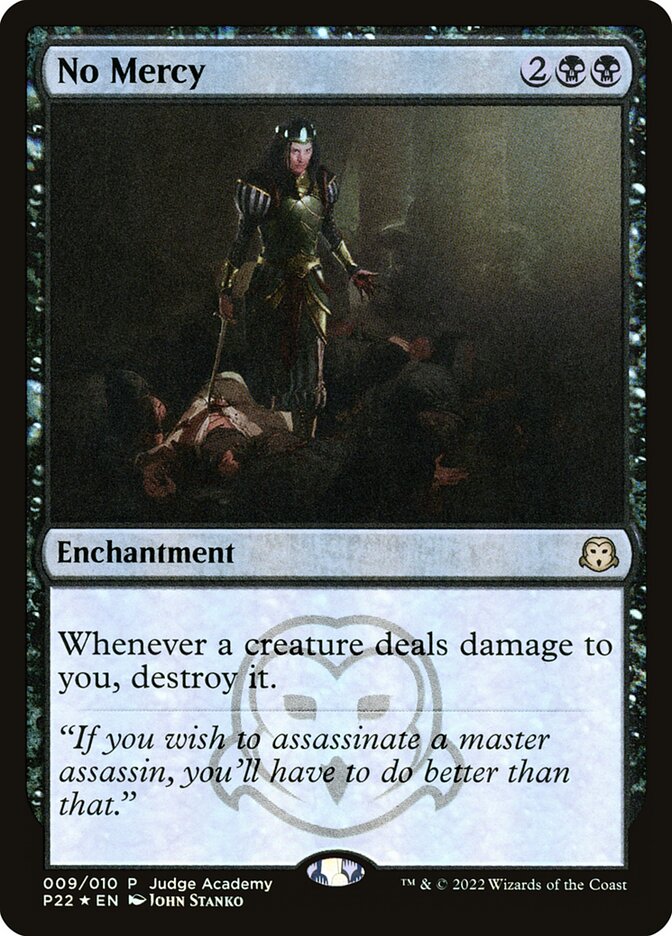 No Mercy 2
Enchantment
Whenever a creature deals damage to
you, destroy it.
“If you wish to assassinate a master
assassin, you’ll have to do better than
that.”
009/010 P Judge Academy
P22 ★ EN John Stanko
™ & © 2022 Wizards of the Coast